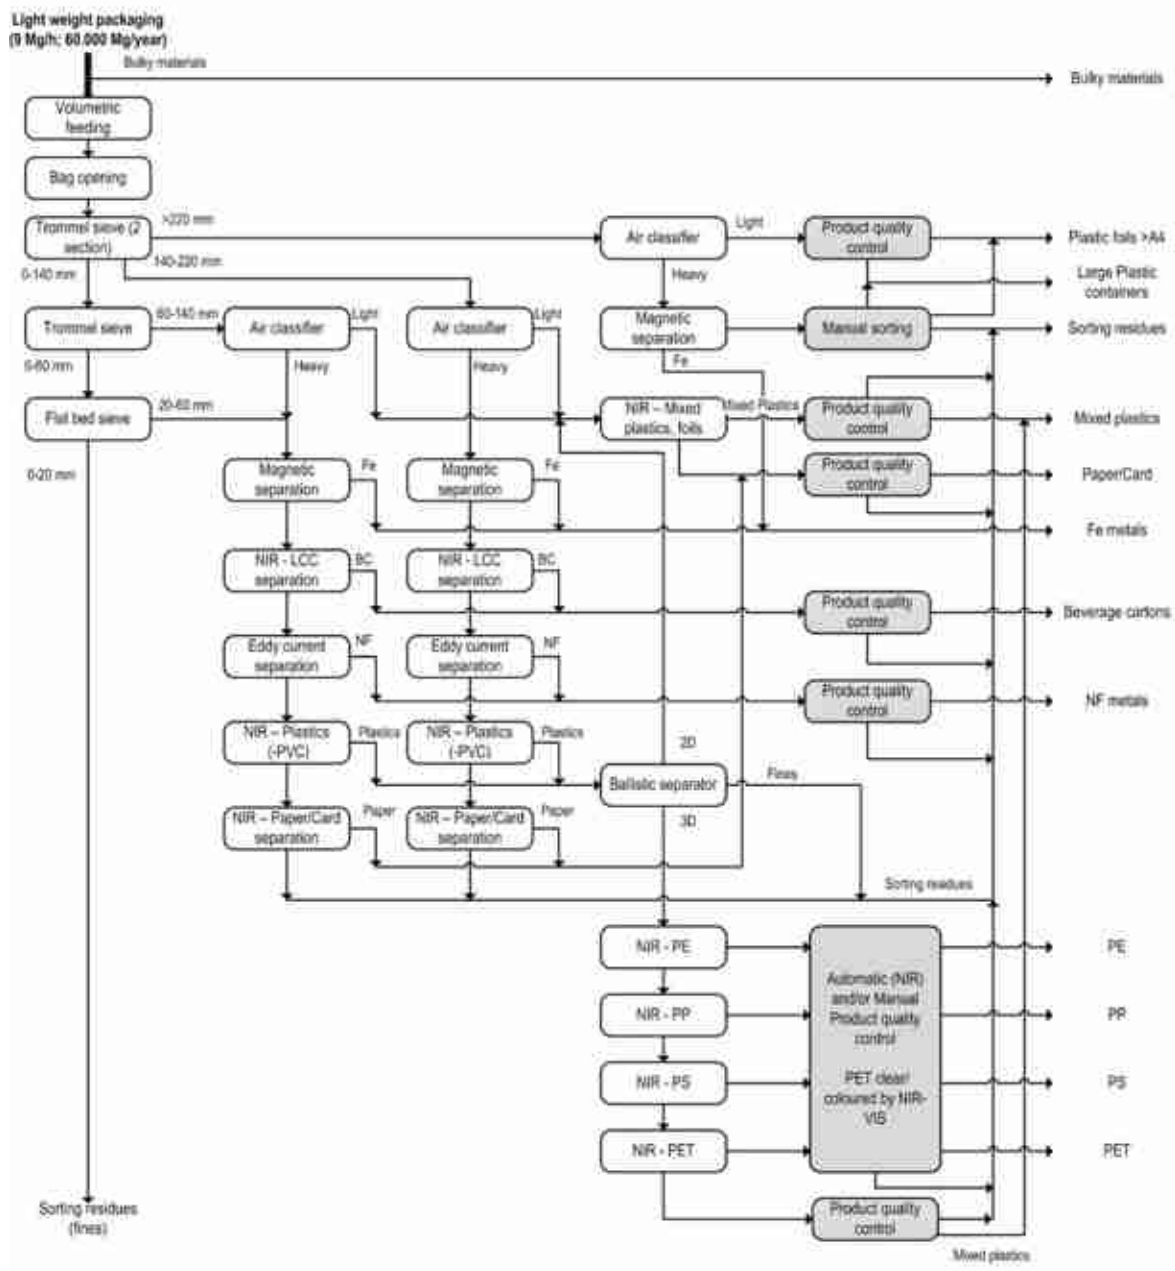 Light weight packaging
(9 Mg/h; 60.000 Mg/year)
Bulky materials
Bulky materials
Volumetric
feeding
Bag opening
Trommel sieve (2
section)
>220 mm
Air classifier
Light
Product quality
control
Plastic foils >A4
0-140 mm
140-220 mm
Heavy
Large Plastic
containers
Trommel sieve
60-140 mm
Air classifier
Light
Air classifier
Light
Magnetic
separation
Manual sorting
Sorting residues
0-60 mm
Heavy
Heavy
Fe
Flat bed sieve
20-60 mm
NIR – Mixed
plastics, foils
Mixed Plastics
Product quality
control
Mixed plastics
0-20 mm
Magnetic
separation
Fe
Magnetic
separation
Fe
Product quality
control
Paper/Card
Fe metals
NIR - LCC
separation
BC
NIR - LCC
separation
BC
Product quality
control
Beverage cartons
Eddy current
separation
NF
Eddy current
separation
NF
Product quality
control
NF metals
NIR – Plastics
(-PVC)
Plastics
NIR – Plastics
(-PVC)
Plastics
2D
Ballistic separator
Fines
3D
NIR – Paper/Card
separation
Paper
NIR – Paper/Card
separation
Paper
Sorting residues
NIR - PE
PE
Automatic (NIR)
and/or Manual
Product quality
control
NIR - PP
PP
PET clear/
coloured by NIR-
VIS
NIR - PS
PS
NIR - PET
PET
Sorting residues
(fines)
Product quality
control
Mixed plastics